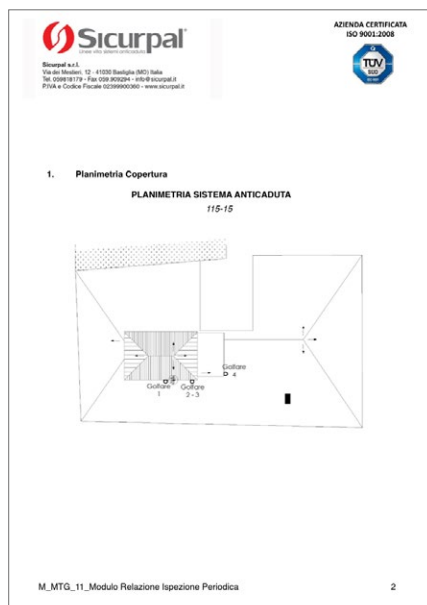 Sicurpal
Linee vita sistemi anticaduta
AZIENDA CERTIFICATA
ISO 9001:2008
TÜV
SÜD
Sicurpal s.r.l.
Via dei Mestieri, 12 - 41030 Bastiglia (MO) Italia
Tel. 059818179 - Fax 059.909294 - info@sicurpal.it
P.IVA e Codice Fiscale 02399900360 - www.sicurpal.it
1. Planimetria Copertura
PLANIMETRIA SISTEMA ANTICADUTA
115-15
Golfare
4
Golfare
1
Golfare
2 - 3
M_MTG_11_Modulo Relazione Ispezione Periodica
2